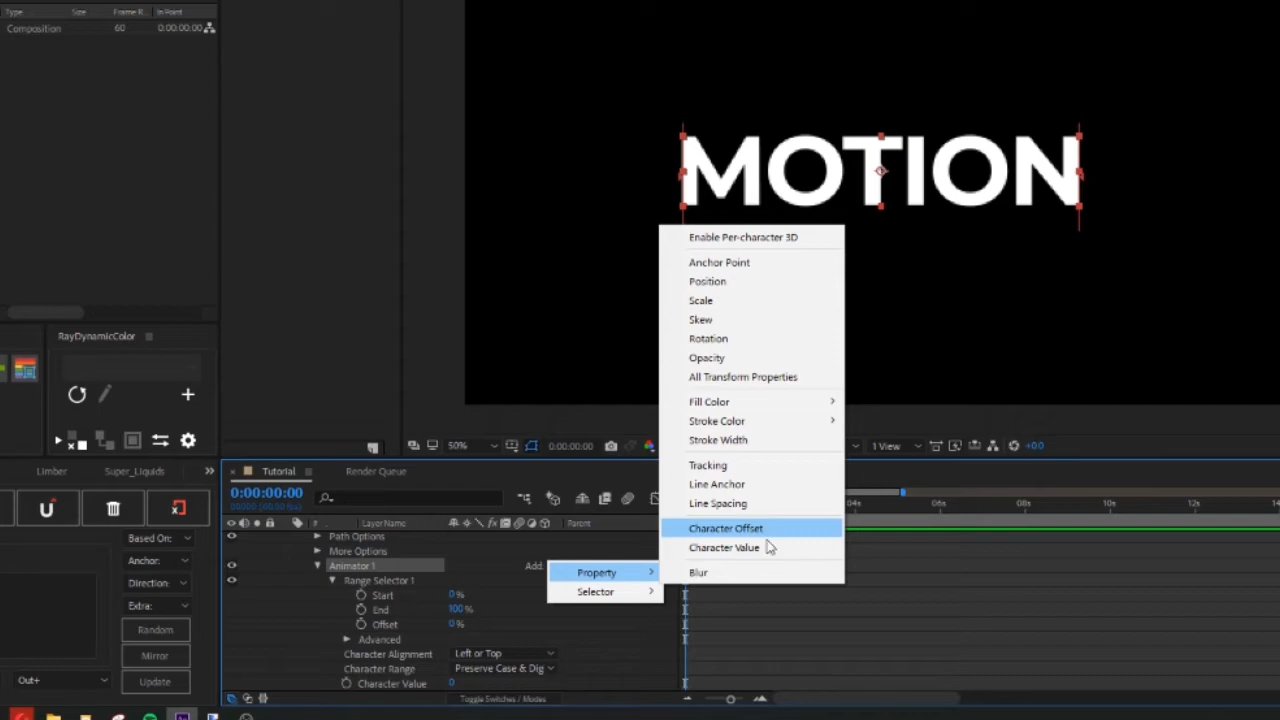 Type Size Frame R... In Point
Composition 60 0:00:00:00
MOTION
Enable Per-character 3D
Anchor Point
Position
Scale
Skew
Rotation
Opacity
All Transform Properties
Fill Color
Stroke Color
Stroke Width
Tracking
Line Anchor
Line Spacing
Character Offset
Character Value
Blur
Property
Selector
RayDynamicColor
50% 0:00:00:00 1 View +0.0
Limber Super_Liquids
Based On:
Anchor:
Direction:
Extra:
Random
Mirror
Update
Out+
Tutorial Render Queue
0:00:00:00
04s 06s 08s 10s 12s 14s
# Layer Name Parent
Path Options
More Options
Animator 1 Add:
Range Selector 1
Start 0%
End 100%
Offset 0%
Advanced
Character Alignment Left or Top
Character Range Preserve Case & Dig
Character Value 0
Toggle Switches / Modes